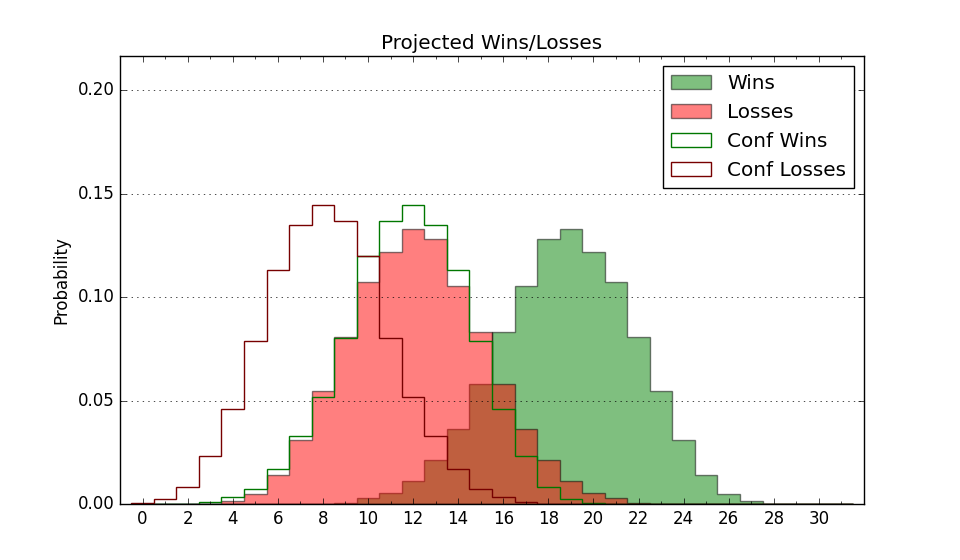 Projected Wins/Losses
Wins
Losses
Conf Wins
Conf Losses
Probability
0.20
0.15
0.10
0.05
0.00
0 2 4 6 8 10 12 14 16 18 20 22 24 26 28 30